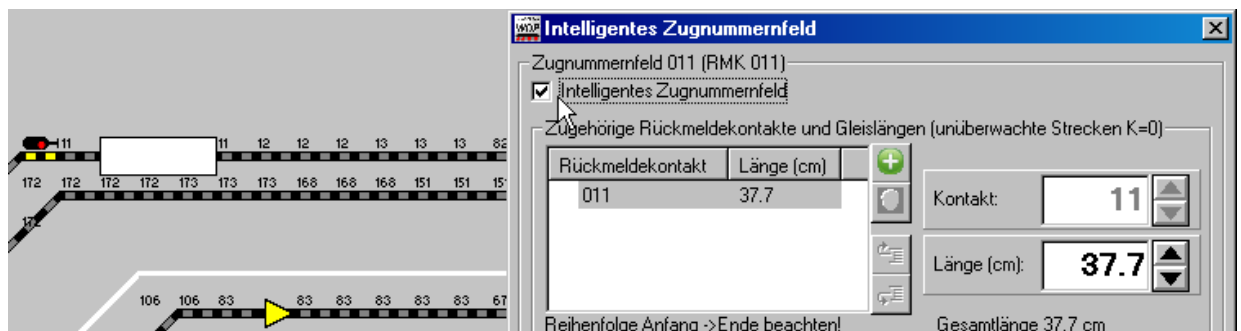 Intelligentes Zugnummernfeld
Zugnummernfeld 011 (RMK 011)
Intelligentes Zugnummernfeld
Zugehörige Rückmeldekontakte und Gleislängen (unüberwachte Strecken K=0)
Rückmeldekontakt Länge (cm)
011 37.7
Kontakt: 11
Länge (cm): 37.7
Reihenfolge Anfang ->Ende beachten! Gesamtlänge 37.7 cm
11 11 12 12 12 13 13 13 82
172 172 172 172 173 173 173 168 168 168 151 151
172
106 106 83 83 83 83 83 83 67